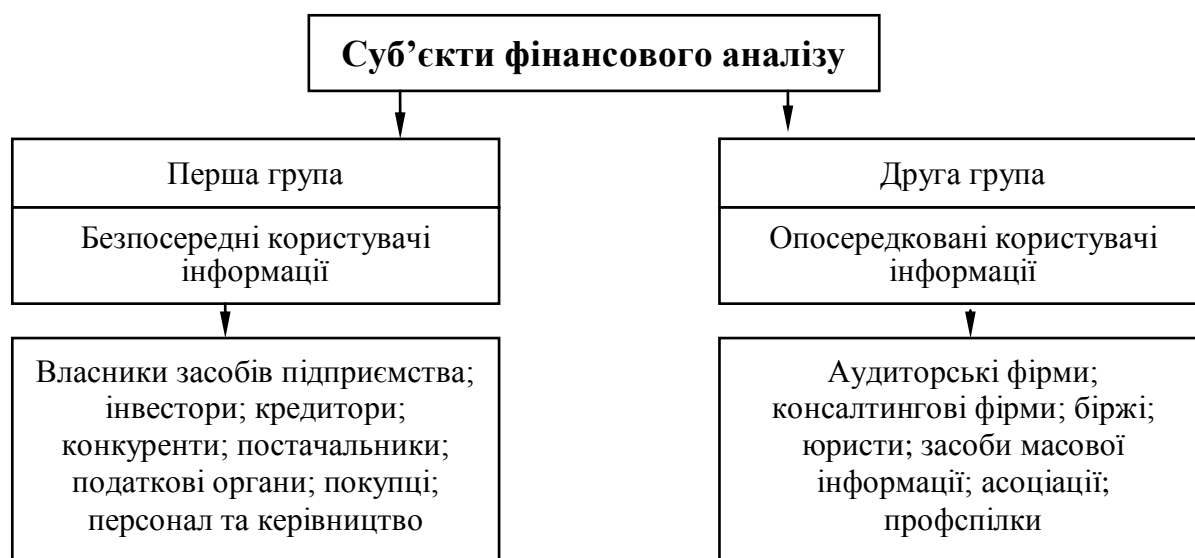 Суб’єкти фінансового аналізу
Перша група
Безпосередні користувачі
інформації
Власники засобів підприємства;
інвестори; кредитори;
конкуренти; постачальники;
податкові органи; покупці;
персонал та керівництво
Друга група
Опосередковані користувачі
інформації
Аудиторські фірми;
консалтингові фірми; біржі;
юристи; засоби масової
інформації; асоціації;
профспілки